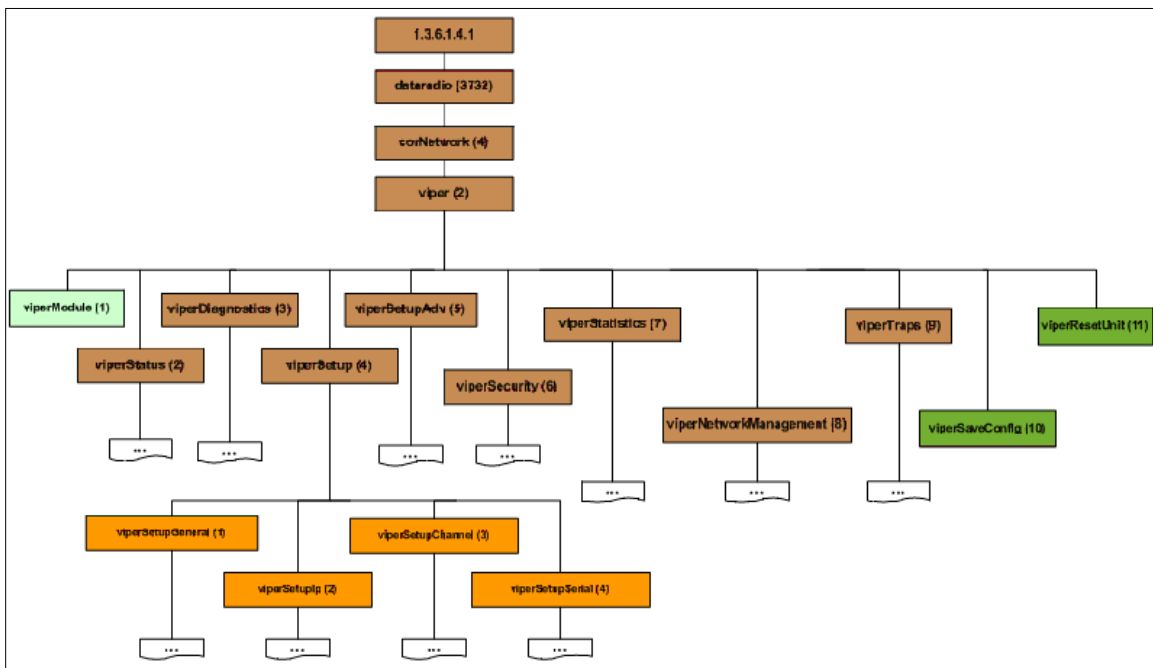 1.3.6.1.4.1
dataradio (3732)
corNetwork (4)
viper (2)
viperModule (1)
viperDiagnostics (3)
viperSetupAdv (5)
viperStatistics (7)
viperTraps (9)
viperResetUnit (11)
viperStatus (2)
viperSetup (4)
viperSecurity (6)
viperNetworkManagement (8)
viperSaveConfig (10)
...
...
...
...
...
...
...
viperSetupGeneral (1)
viperSetupChannel (3)
viperSetupIp (2)
viperSetupSerial (4)
...
...
...
...